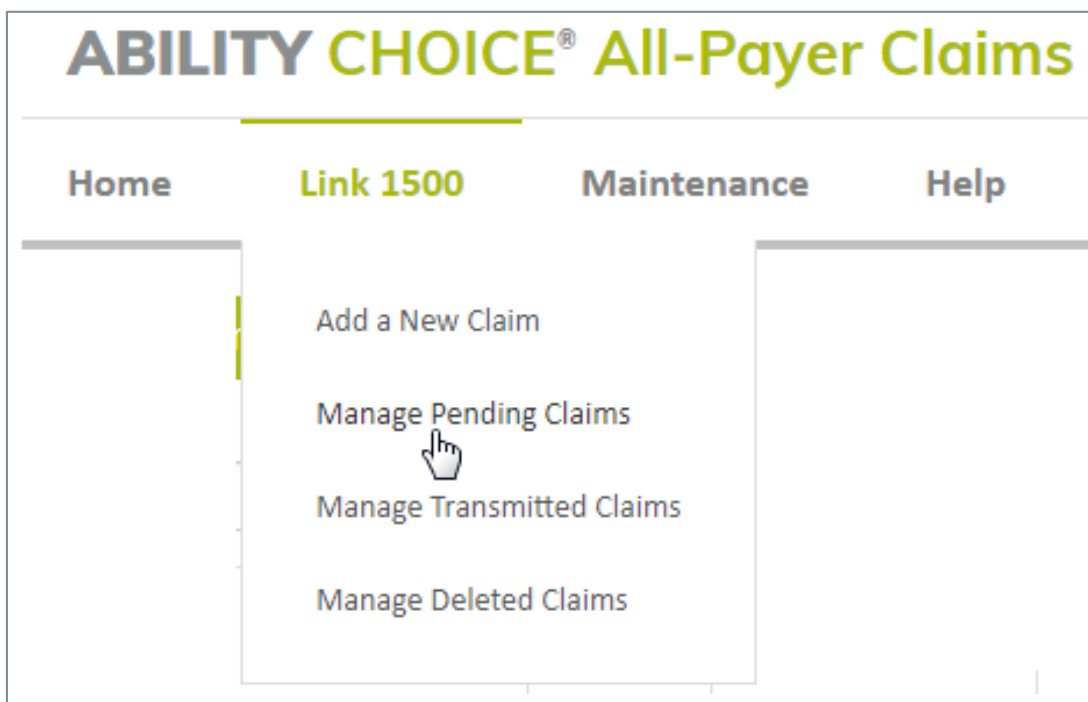 ABILITY CHOICE® All-Payer Claims
Home Link 1500 Maintenance Help
Add a New Claim
Manage Pending Claims
Manage Transmitted Claims
Manage Deleted Claims